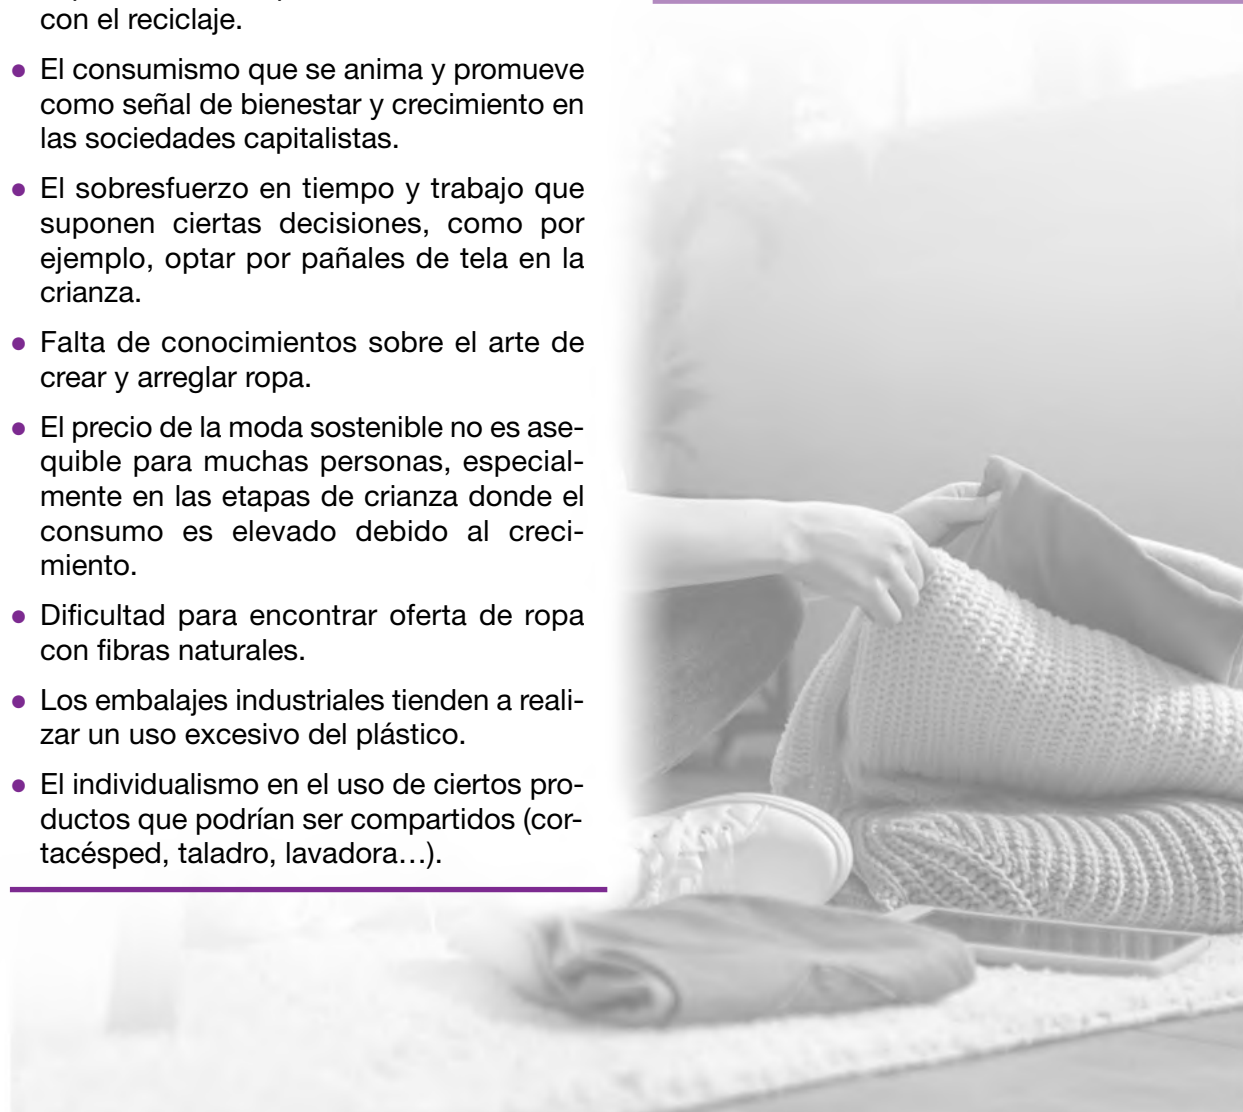 con el reciclaje.
● El consumismo que se anima y promueve
como señal de bienestar y crecimiento en
las sociedades capitalistas.
● El sobresfuerzo en tiempo y trabajo que
suponen ciertas decisiones, como por
ejemplo, optar por pañales de tela en la
crianza.
● Falta de conocimientos sobre el arte de
crear y arreglar ropa.
● El precio de la moda sostenible no es ase-
quible para muchas personas, especial-
mente en las etapas de crianza donde el
consumo es elevado debido al creci-
miento.
● Dificultad para encontrar oferta de ropa
con fibras naturales.
● Los embalajes industriales tienden a reali-
zar un uso excesivo del plástico.
● El individualismo en el uso de ciertos pro-
ductos que podrían ser compartidos (cor-
tacésped, taladro, lavadora…).